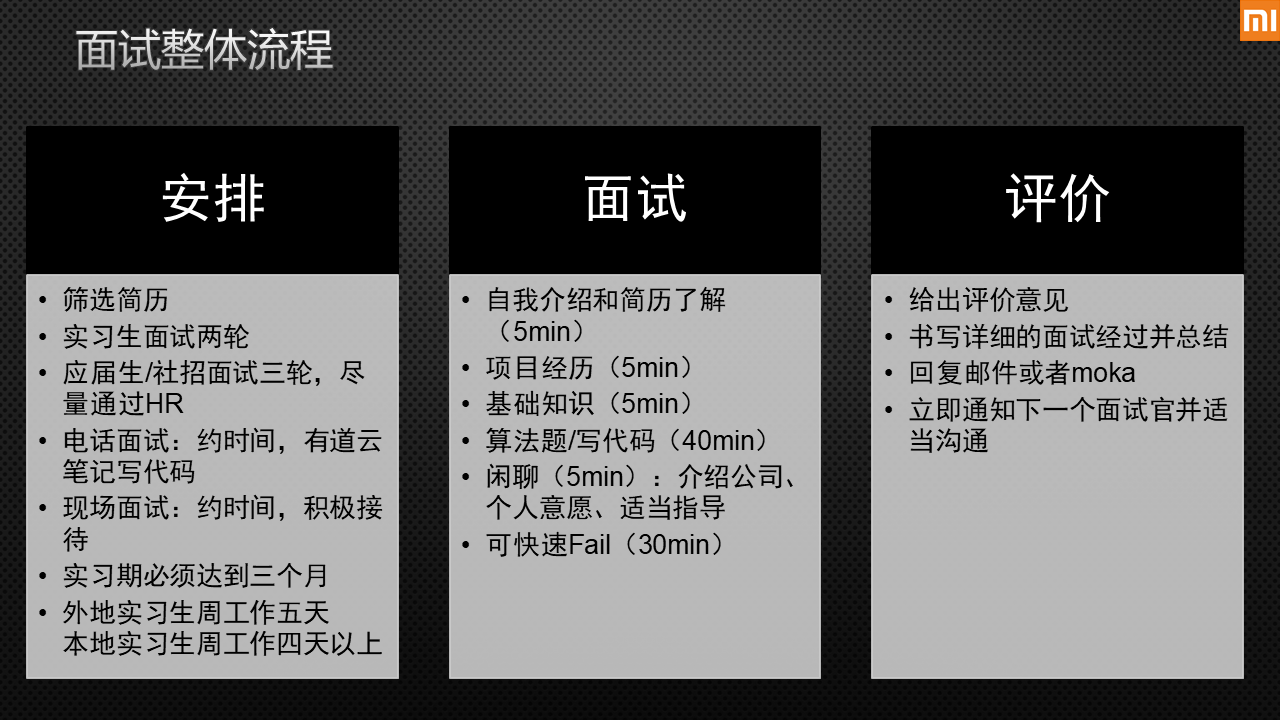 面试整体流程
mi
安排
筛选简历
实习生面试两轮
应届生/社招面试三轮，尽
量通过HR
电话面试：约时间，有道云
笔记写代码
现场面试：约时间，积极接
待
实习期必须达到三个月
外地实习生周工作五天
本地实习生周工作四天以上
面试
自我介绍和简历了解
（5min）
项目经历（5min）
基础知识（5min）
算法题/写代码（40min）
闲聊（5min）：介绍公司、
个人意愿、适当指导
可快速Fail（30min）
评价
给出评价意见
书写详细的面试经过并总结
回复邮件或者moka
立即通知下一个面试官并适
当沟通